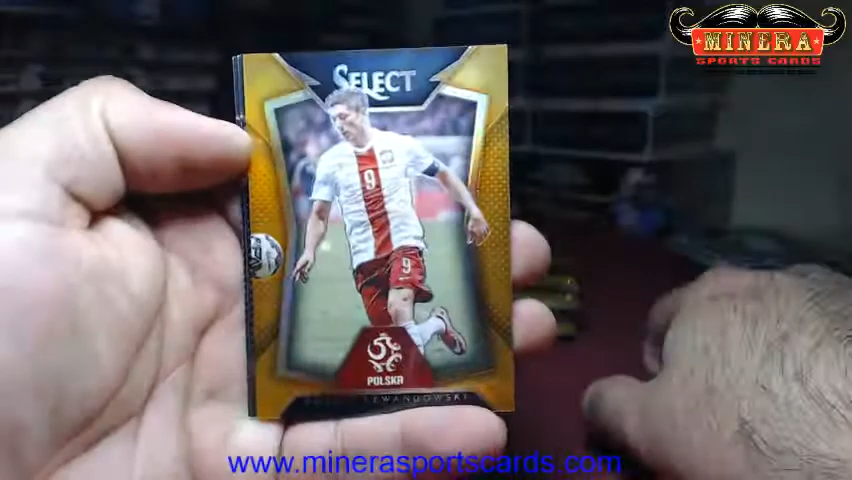 MINERA
SPORTS CARDS
SELECT
9
9
POLSKA
LEWANDOWSKI
www.minerasportscards.com